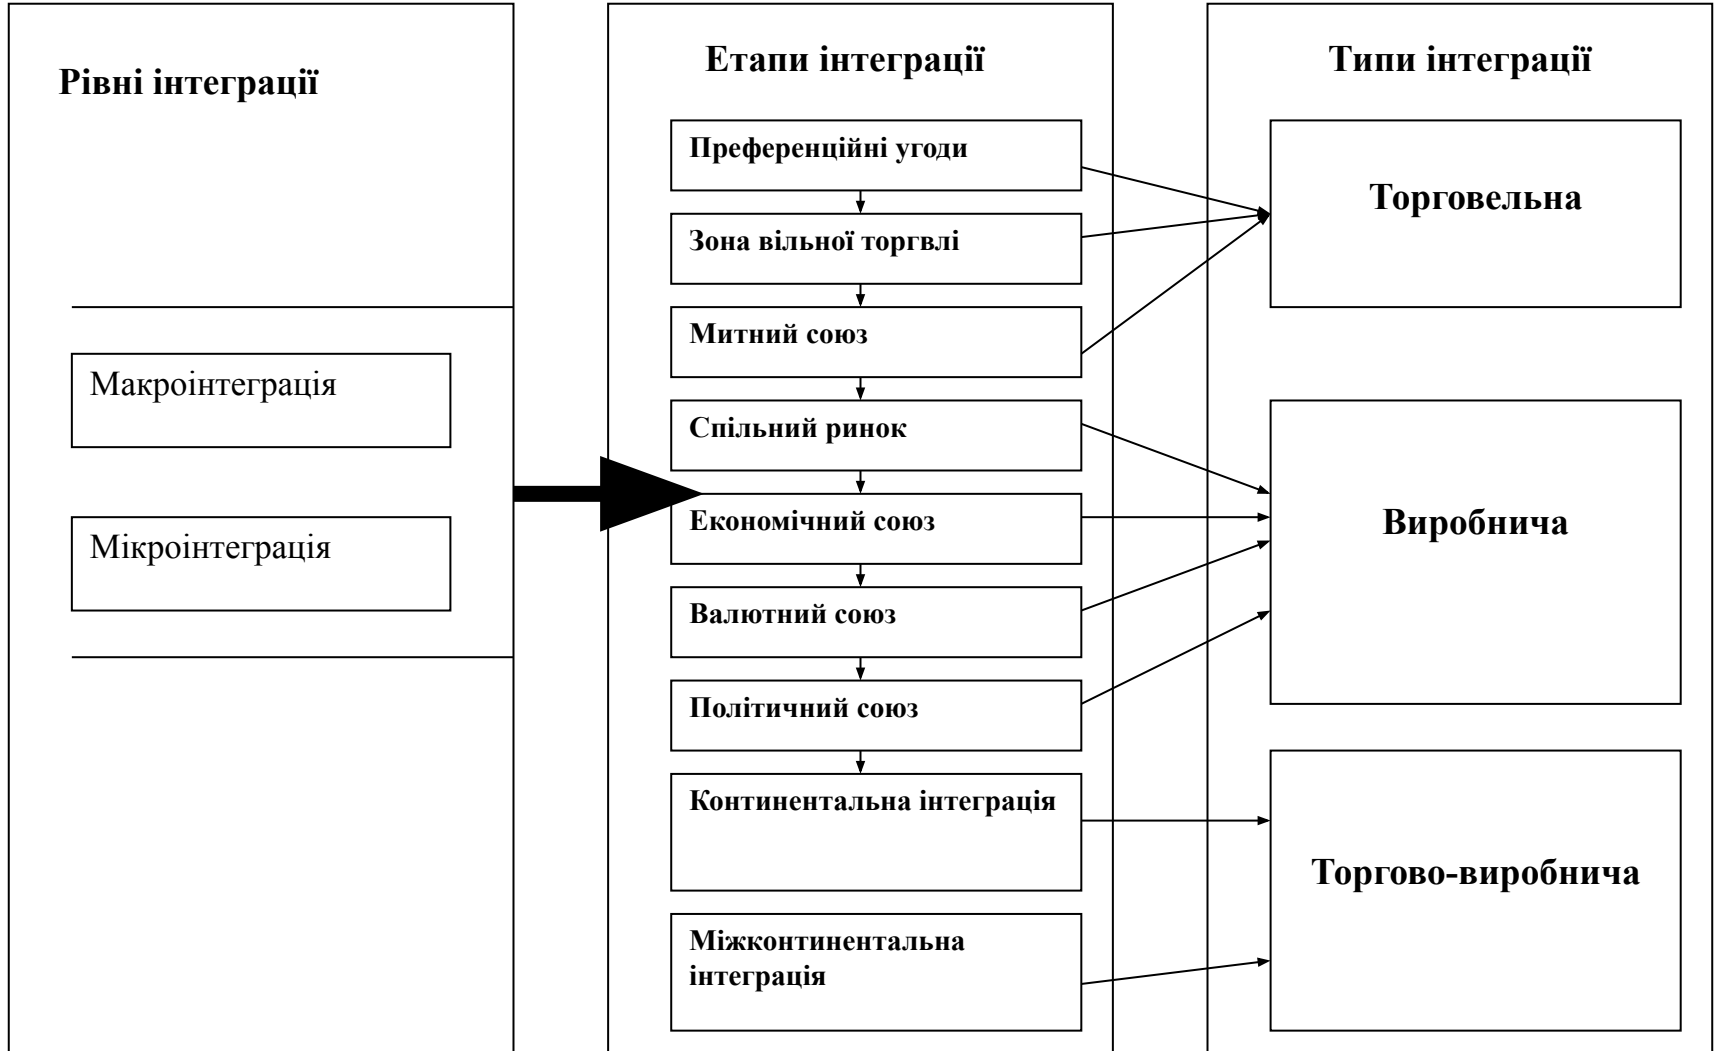 Рівні інтеграції
Макроінтеграція
Мікроінтеграція
Етапи інтеграції
Преференційні угоди
Зона вільної торгвлі
Митний союз
Спільний ринок
Економічний союз
Валютний союз
Політичний союз
Континентальна інтеграція
Міжконтинентальна
інтеграція
Типи інтеграції
Торговельна
Виробнича
Торгово-виробнича